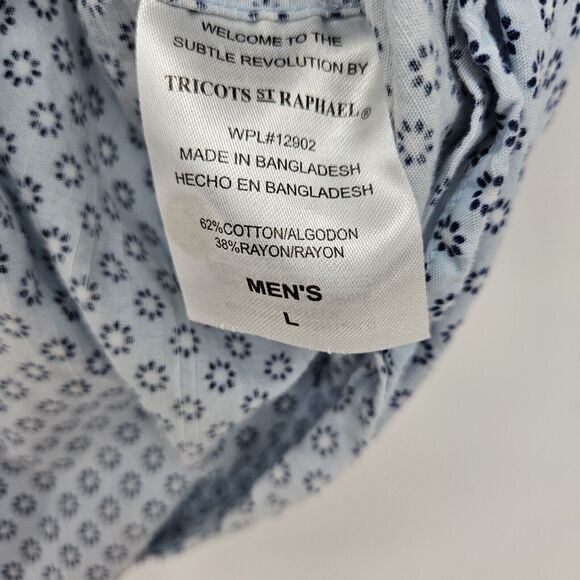 WELCOME TO THE
SUBTLE REVOLUTION BY
TRICOTS ST RAPHAEL®
WPL#12902
MADE IN BANGLADESH
HECHO EN BANGLADESH
62%COTTON/ALGODON
38%RAYON/RAYON
MEN'S
L